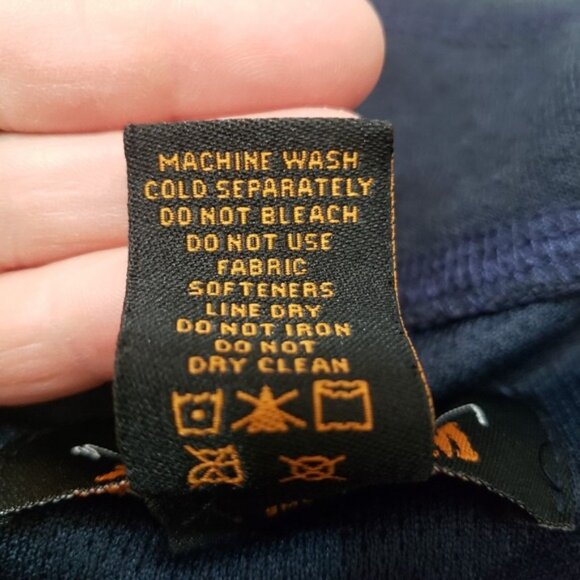 MACHINE WASH
COLD SEPARATELY
DO NOT BLEACH
DO NOT USE
FABRIC
SOFTENERS
LINE DRY
DO NOT IRON
DO NOT
DRY CLEAN